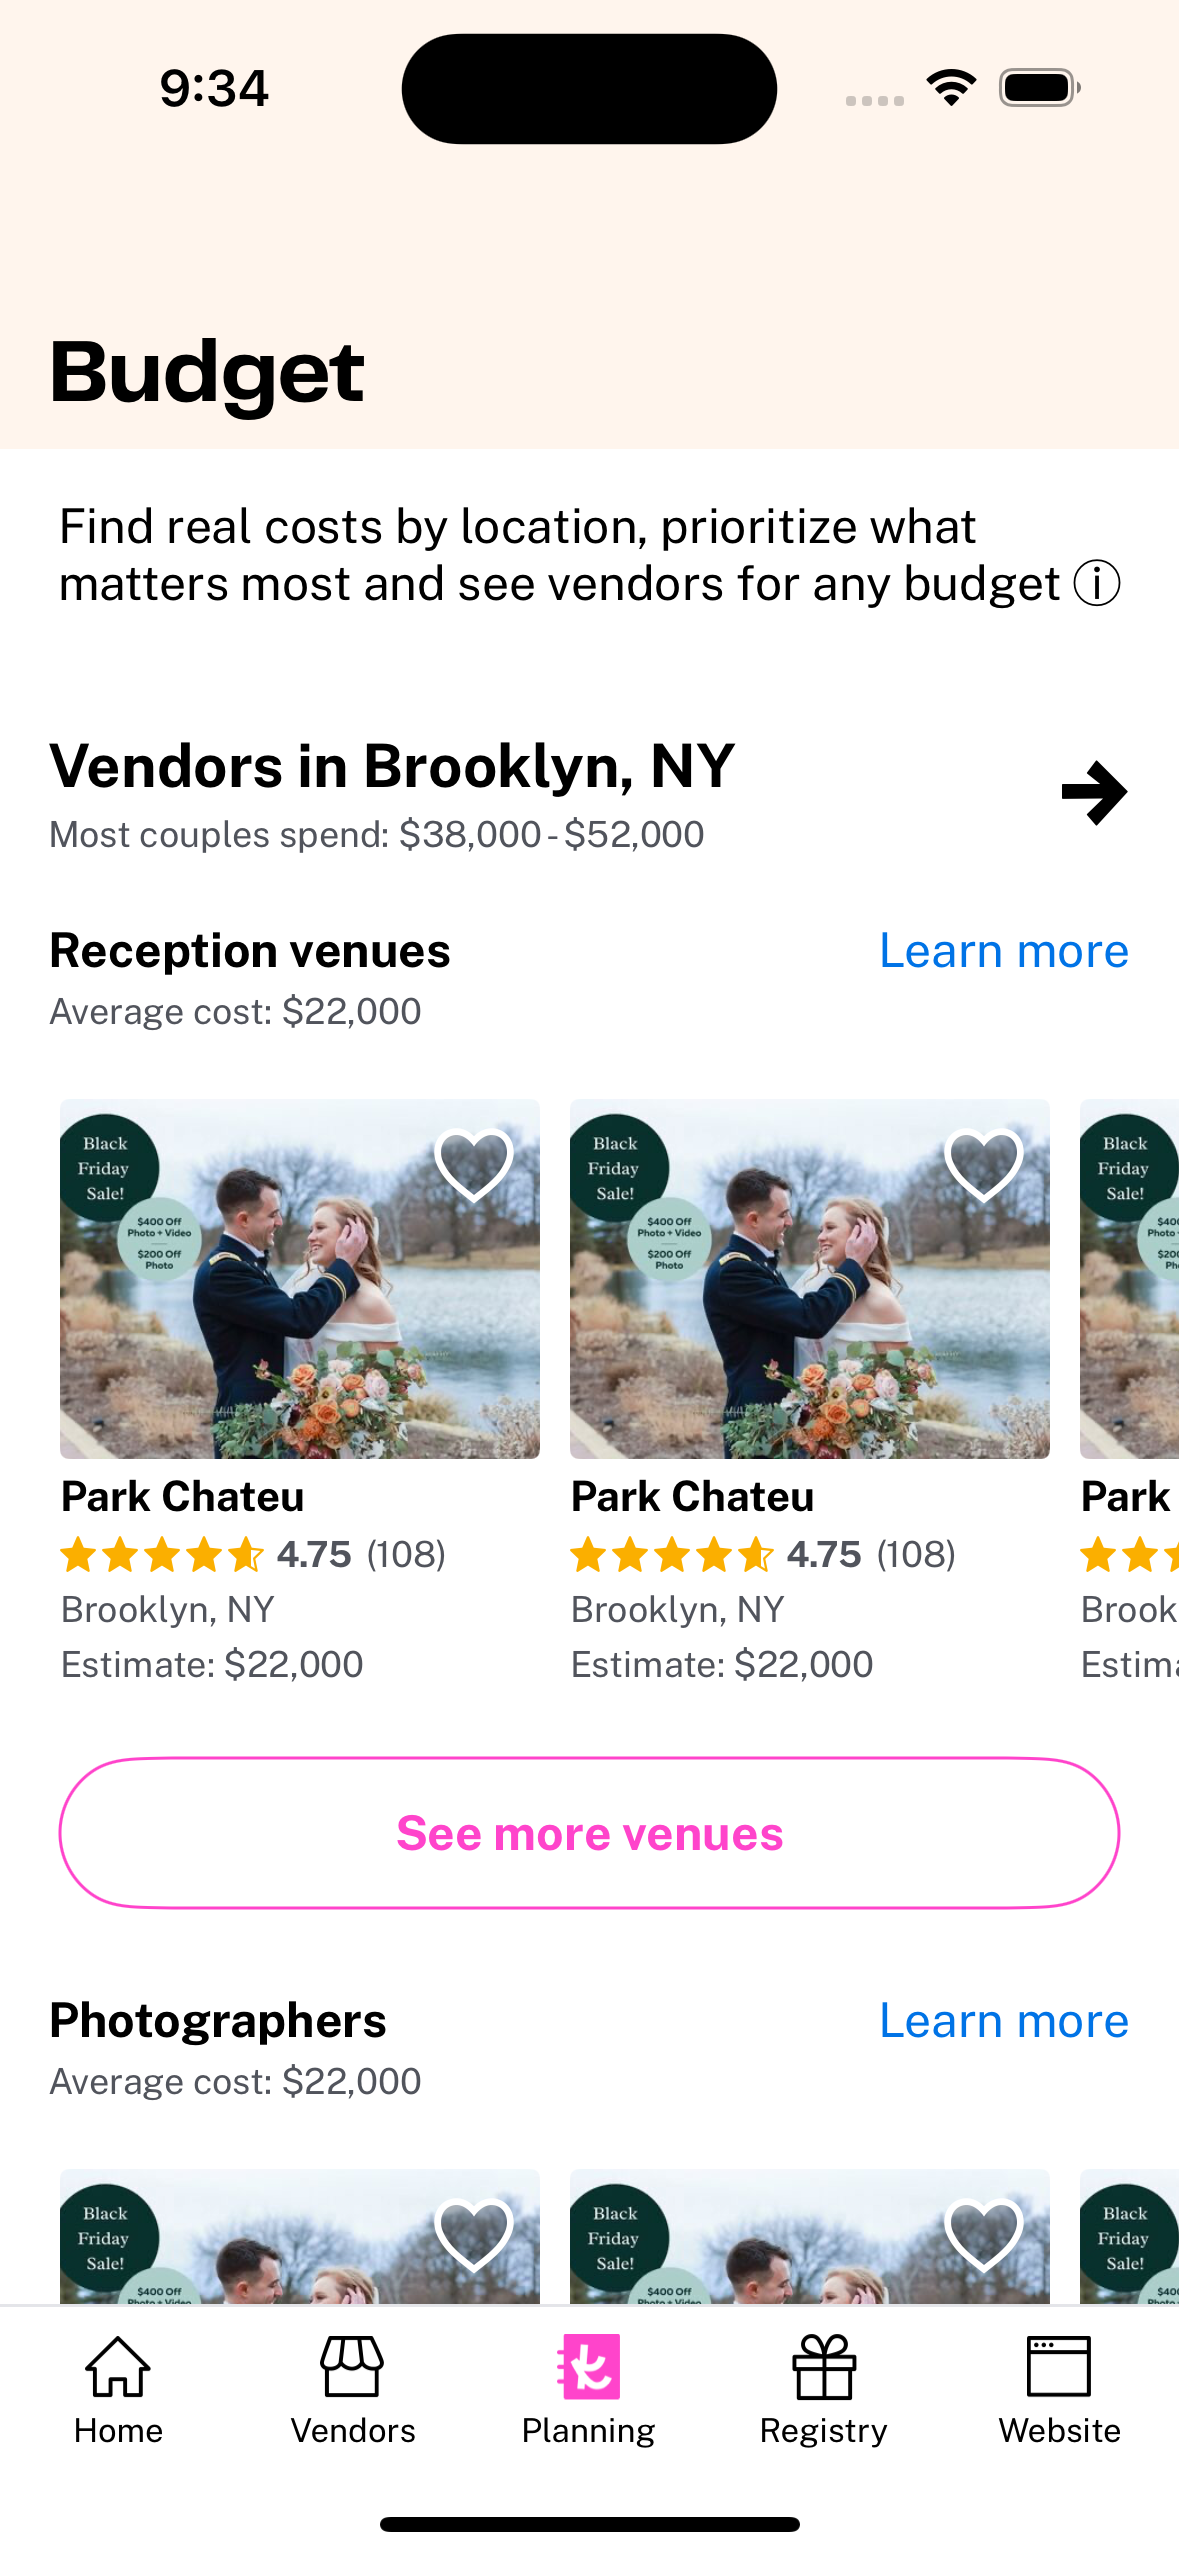 9:34
Budget
Find real costs by location, prioritize what
matters most and see vendors for any budget ⓘ
Vendors in Brooklyn, NY
Most couples spend: $38,000 - $52,000
Reception venues
Learn more
Average cost: $22,000
Black
Friday
Sale!
$400 Off
Photo + Video
$200 Off
Photo
Black
Friday
Sale!
$400 Off
Photo + Video
$200 Off
Photo
Black
Friday
Sale!
Park Chateu
Park Chateu
Park
4.75 (108)
4.75 (108)
Brooklyn, NY
Brooklyn, NY
Estimate: $22,000
Estimate: $22,000
See more venues
Photographers
Learn more
Average cost: $22,000
Black
Friday
Sale!
$400 Off
Black
Friday
Sale!
$400 Off
Black
Friday
Sale!
Home
Vendors
Planning
Registry
Website